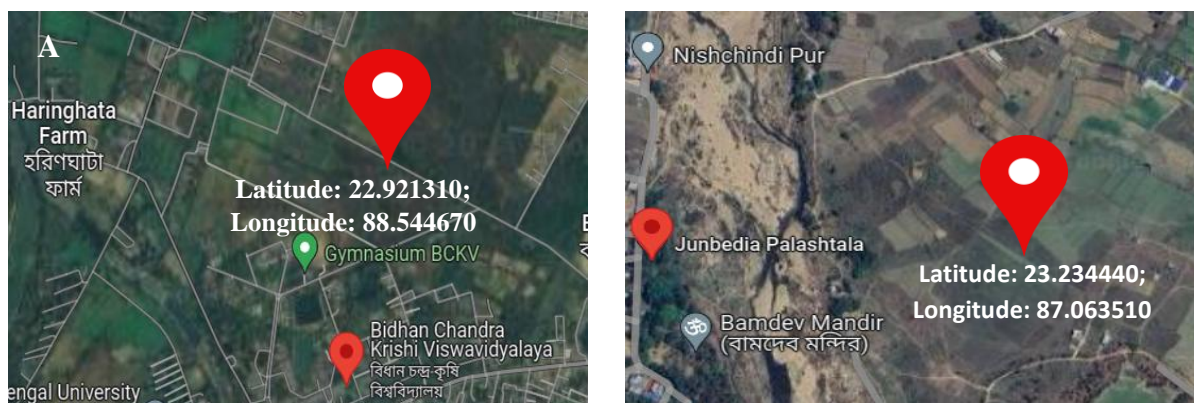 A
Haringhata
Farm
হরিণঘাটা
ফার্ম
Latitude: 22.921310;
Longitude: 88.544670
Gymnasium BCKV
Bidhan Chandra
Krishi Viswavidyalaya
বিধান চন্দ্র কৃষি
বিশ্ববিদ্যালয়
engal University
Nishchindi Pur
Junbedia Palashtala
Latitude: 23.234440;
Longitude: 87.063510
Bamdev Mandir
(বামদেব মন্দির)